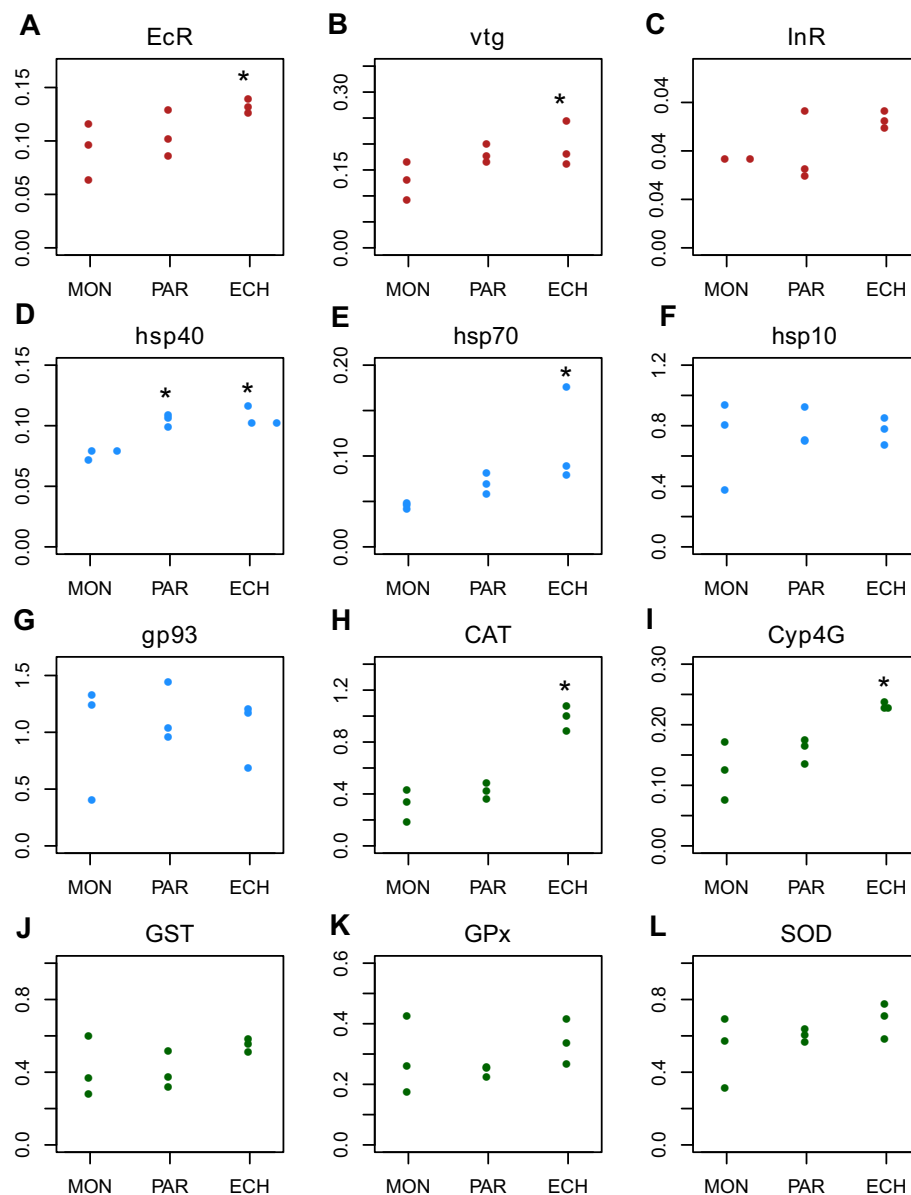 A
EcR
0.00 0.05 0.10 0.15
*
MON PAR ECH
B
vtg
0.00 0.15 0.30
*
MON PAR ECH
C
InR
0.00 0.04 0.04 0.04
MON PAR ECH
D
hsp40
0.00 0.05 0.10 0.15
* *
MON PAR ECH
E
hsp70
0.00 0.10 0.20
*
MON PAR ECH
F
hsp10
0.0 0.4 0.8 1.2
MON PAR ECH
G
gp93
0.0 0.5 1.0 1.5
MON PAR ECH
H
CAT
0.0 0.4 0.8 1.2
*
MON PAR ECH
I
Cyp4G
0.00 0.10 0.20 0.30
*
MON PAR ECH
J
GST
0.0 0.4 0.8
MON PAR ECH
K
GPx
0.0 0.2 0.4 0.6
MON PAR ECH
L
SOD
0.0 0.4 0.8
MON PAR ECH